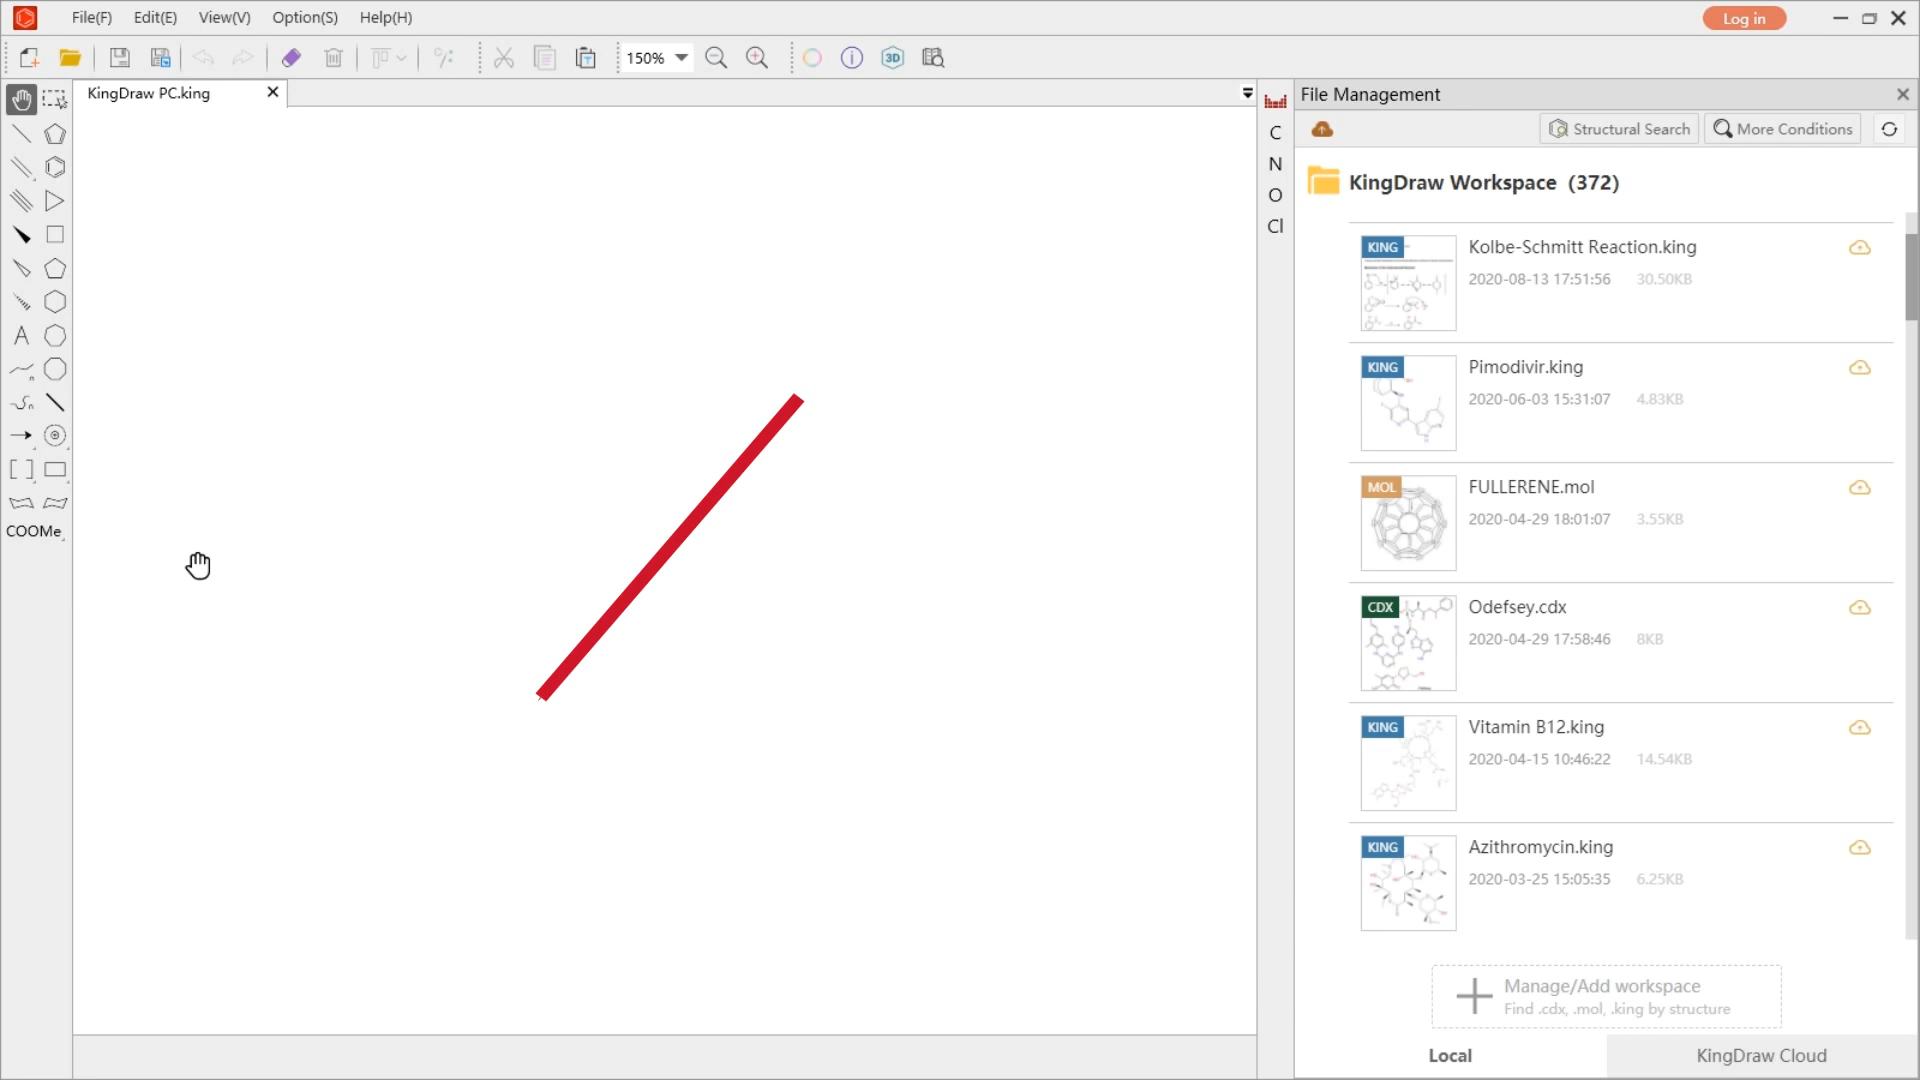 File(F) Edit(E) View(V) Option(S) Help(H) Log in
150% 3D
KingDraw PC.king
File Management
C
N
O
Cl
Structural Search More Conditions
KingDraw Workspace (372)
KING
Kolbe-Schmitt Reaction.king
2020-08-13 17:51:56 30.50KB
KING
Pimodivir.king
2020-06-03 15:31:07 4.83KB
MOL
FULLERENE.mol
2020-04-29 18:01:07 3.55KB
CDX
Odefsey.cdx
2020-04-29 17:58:46 8KB
KING
Vitamin B12.king
2020-04-15 10:46:22 14.54KB
KING
Azithromycin.king
2020-03-25 15:05:35 6.25KB
A
COOMe
Manage/Add workspace
Find .cdx, .mol, .king by structure
Local KingDraw Cloud